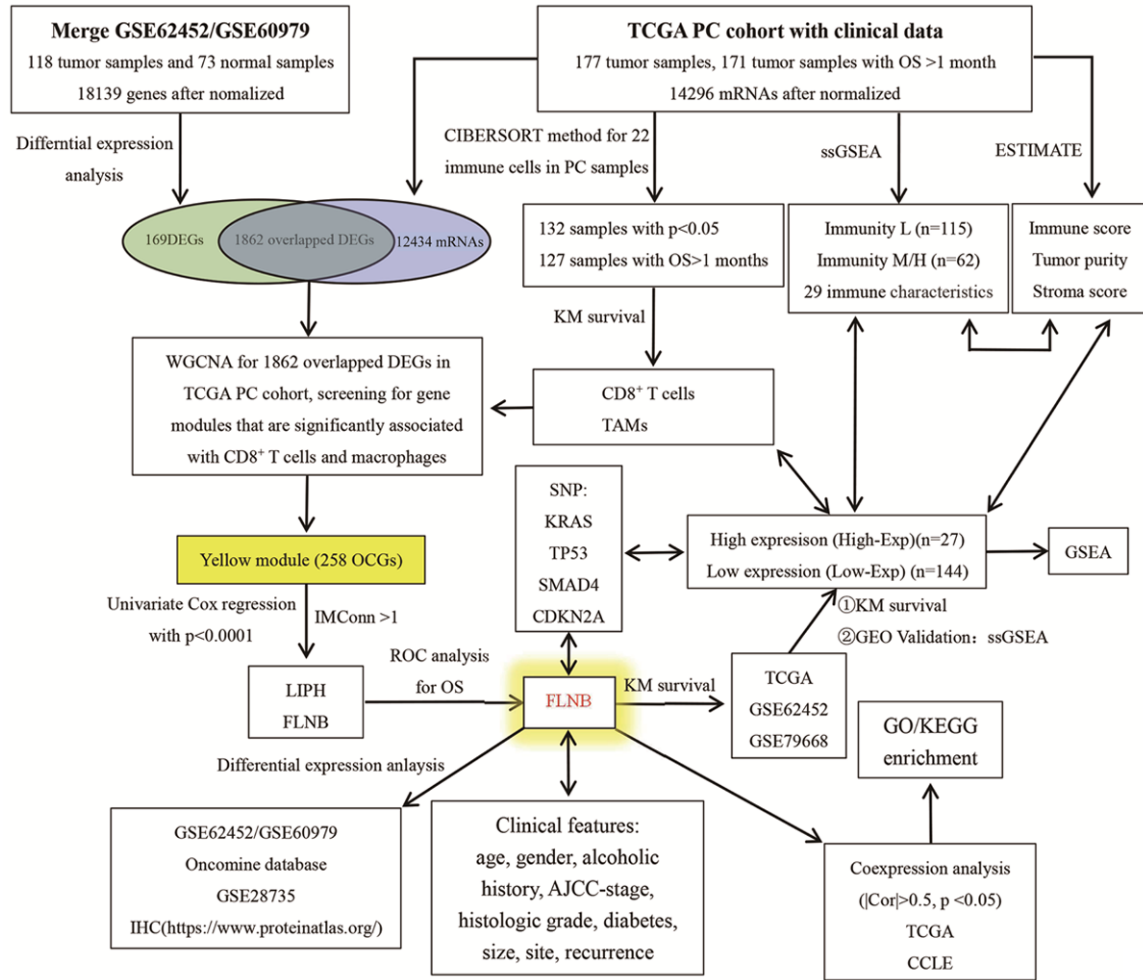 Merge GSE62452/GSE60979
118 tumor samples and 73 normal samples
18139 genes after nomalized
TCGA PC cohort with clinical data
177 tumor samples, 171 tumor samples with OS >1 month
14296 mRNAs after normalized
Differntial expression
analysis
CIBERSORT method for 22
immune cells in PC samples
ssGSEA
ESTIMATE
169DEGs
1862 overlapped DEGs
12434 mRNAs
132 samples with p<0.05
127 samples with OS>1 months
Immunity L (n=115)
Immunity M/H (n=62)
29 immune characteristics
Immune score
Tumor purity
Stroma score
KM survival
WGCNA for 1862 overlapped DEGs in
TCGA PC cohort, screening for gene
modules that are significantly associated
with CD8⁺ T cells and macrophages
CD8⁺ T cells
TAMs
SNP:
KRAS
TP53
SMAD4
CDKN2A
High expresison (High-Exp)(n=27)
Low expression (Low-Exp) (n=144)
GSEA
Yellow module (258 OCGs)
Univariate Cox regression
with p<0.0001
IMConn >1
①KM survival
②GEO Validation：ssGSEA
LIPH
FLNB
ROC analysis
for OS
FLNB
KM survival
TCGA
GSE62452
GSE79668
GO/KEGG
enrichment
Differential expression anlaysis
GSE62452/GSE60979
Oncomine database
GSE28735
IHC(https://www.proteinatlas.org/)
Clinical features:
age, gender, alcoholic
history, AJCC-stage,
histologic grade, diabetes,
size, site, recurrence
Coexpression analysis
(|Cor|>0.5, p <0.05)
TCGA
CCLE